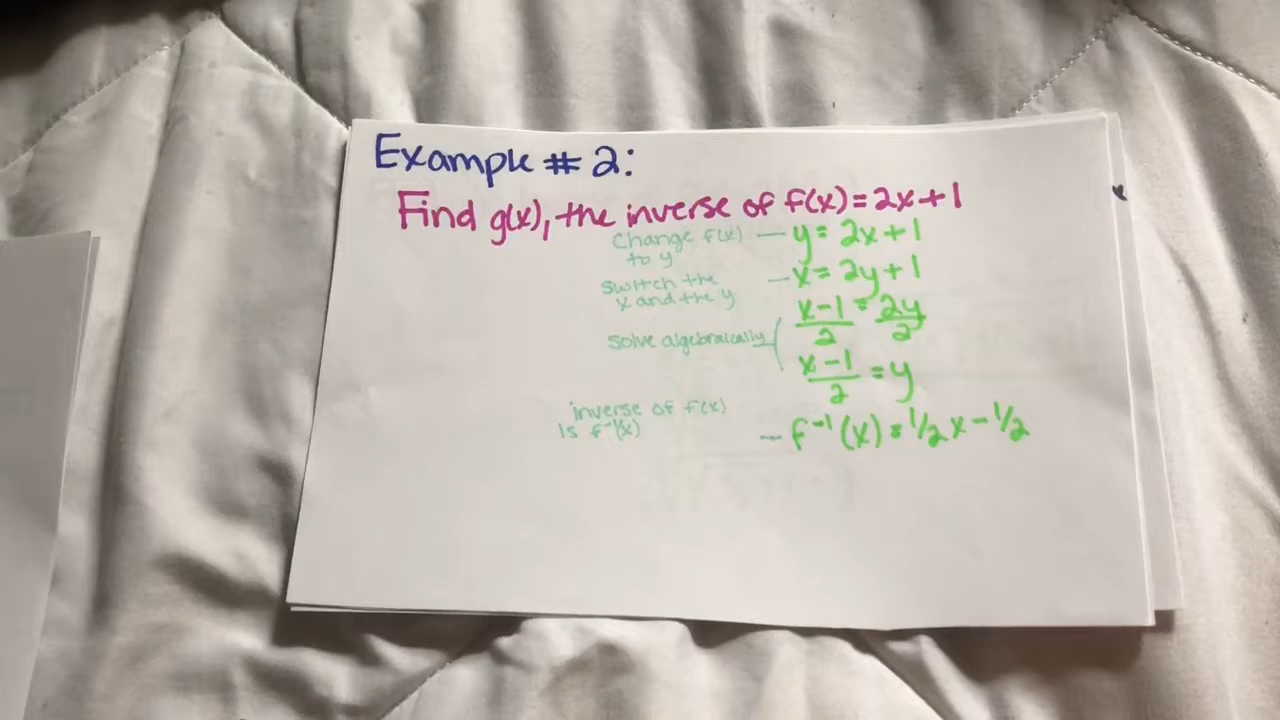 Example # 2:
Find g(x), the inverse of f(x) = 2x + 1
Change f(x) — y = 2x + 1
to y
switch the — x = 2y + 1
x and the y
x - 1 = 2y
2 2
solve algebraically
x - 1 = y
2
inverse of f(x)
is f⁻¹(x) — f⁻¹(x) = 1/2 x - 1/2